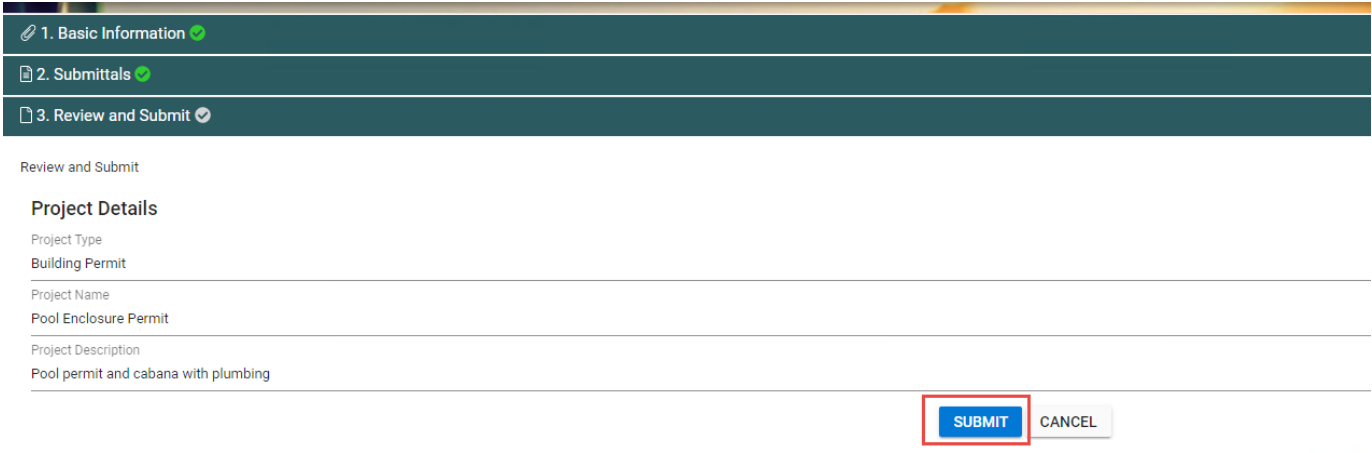 1. Basic Information
2. Submittals
3. Review and Submit
Review and Submit
Project Details
Project Type
Building Permit
Project Name
Pool Enclosure Permit
Project Description
Pool permit and cabana with plumbing
SUBMIT CANCEL